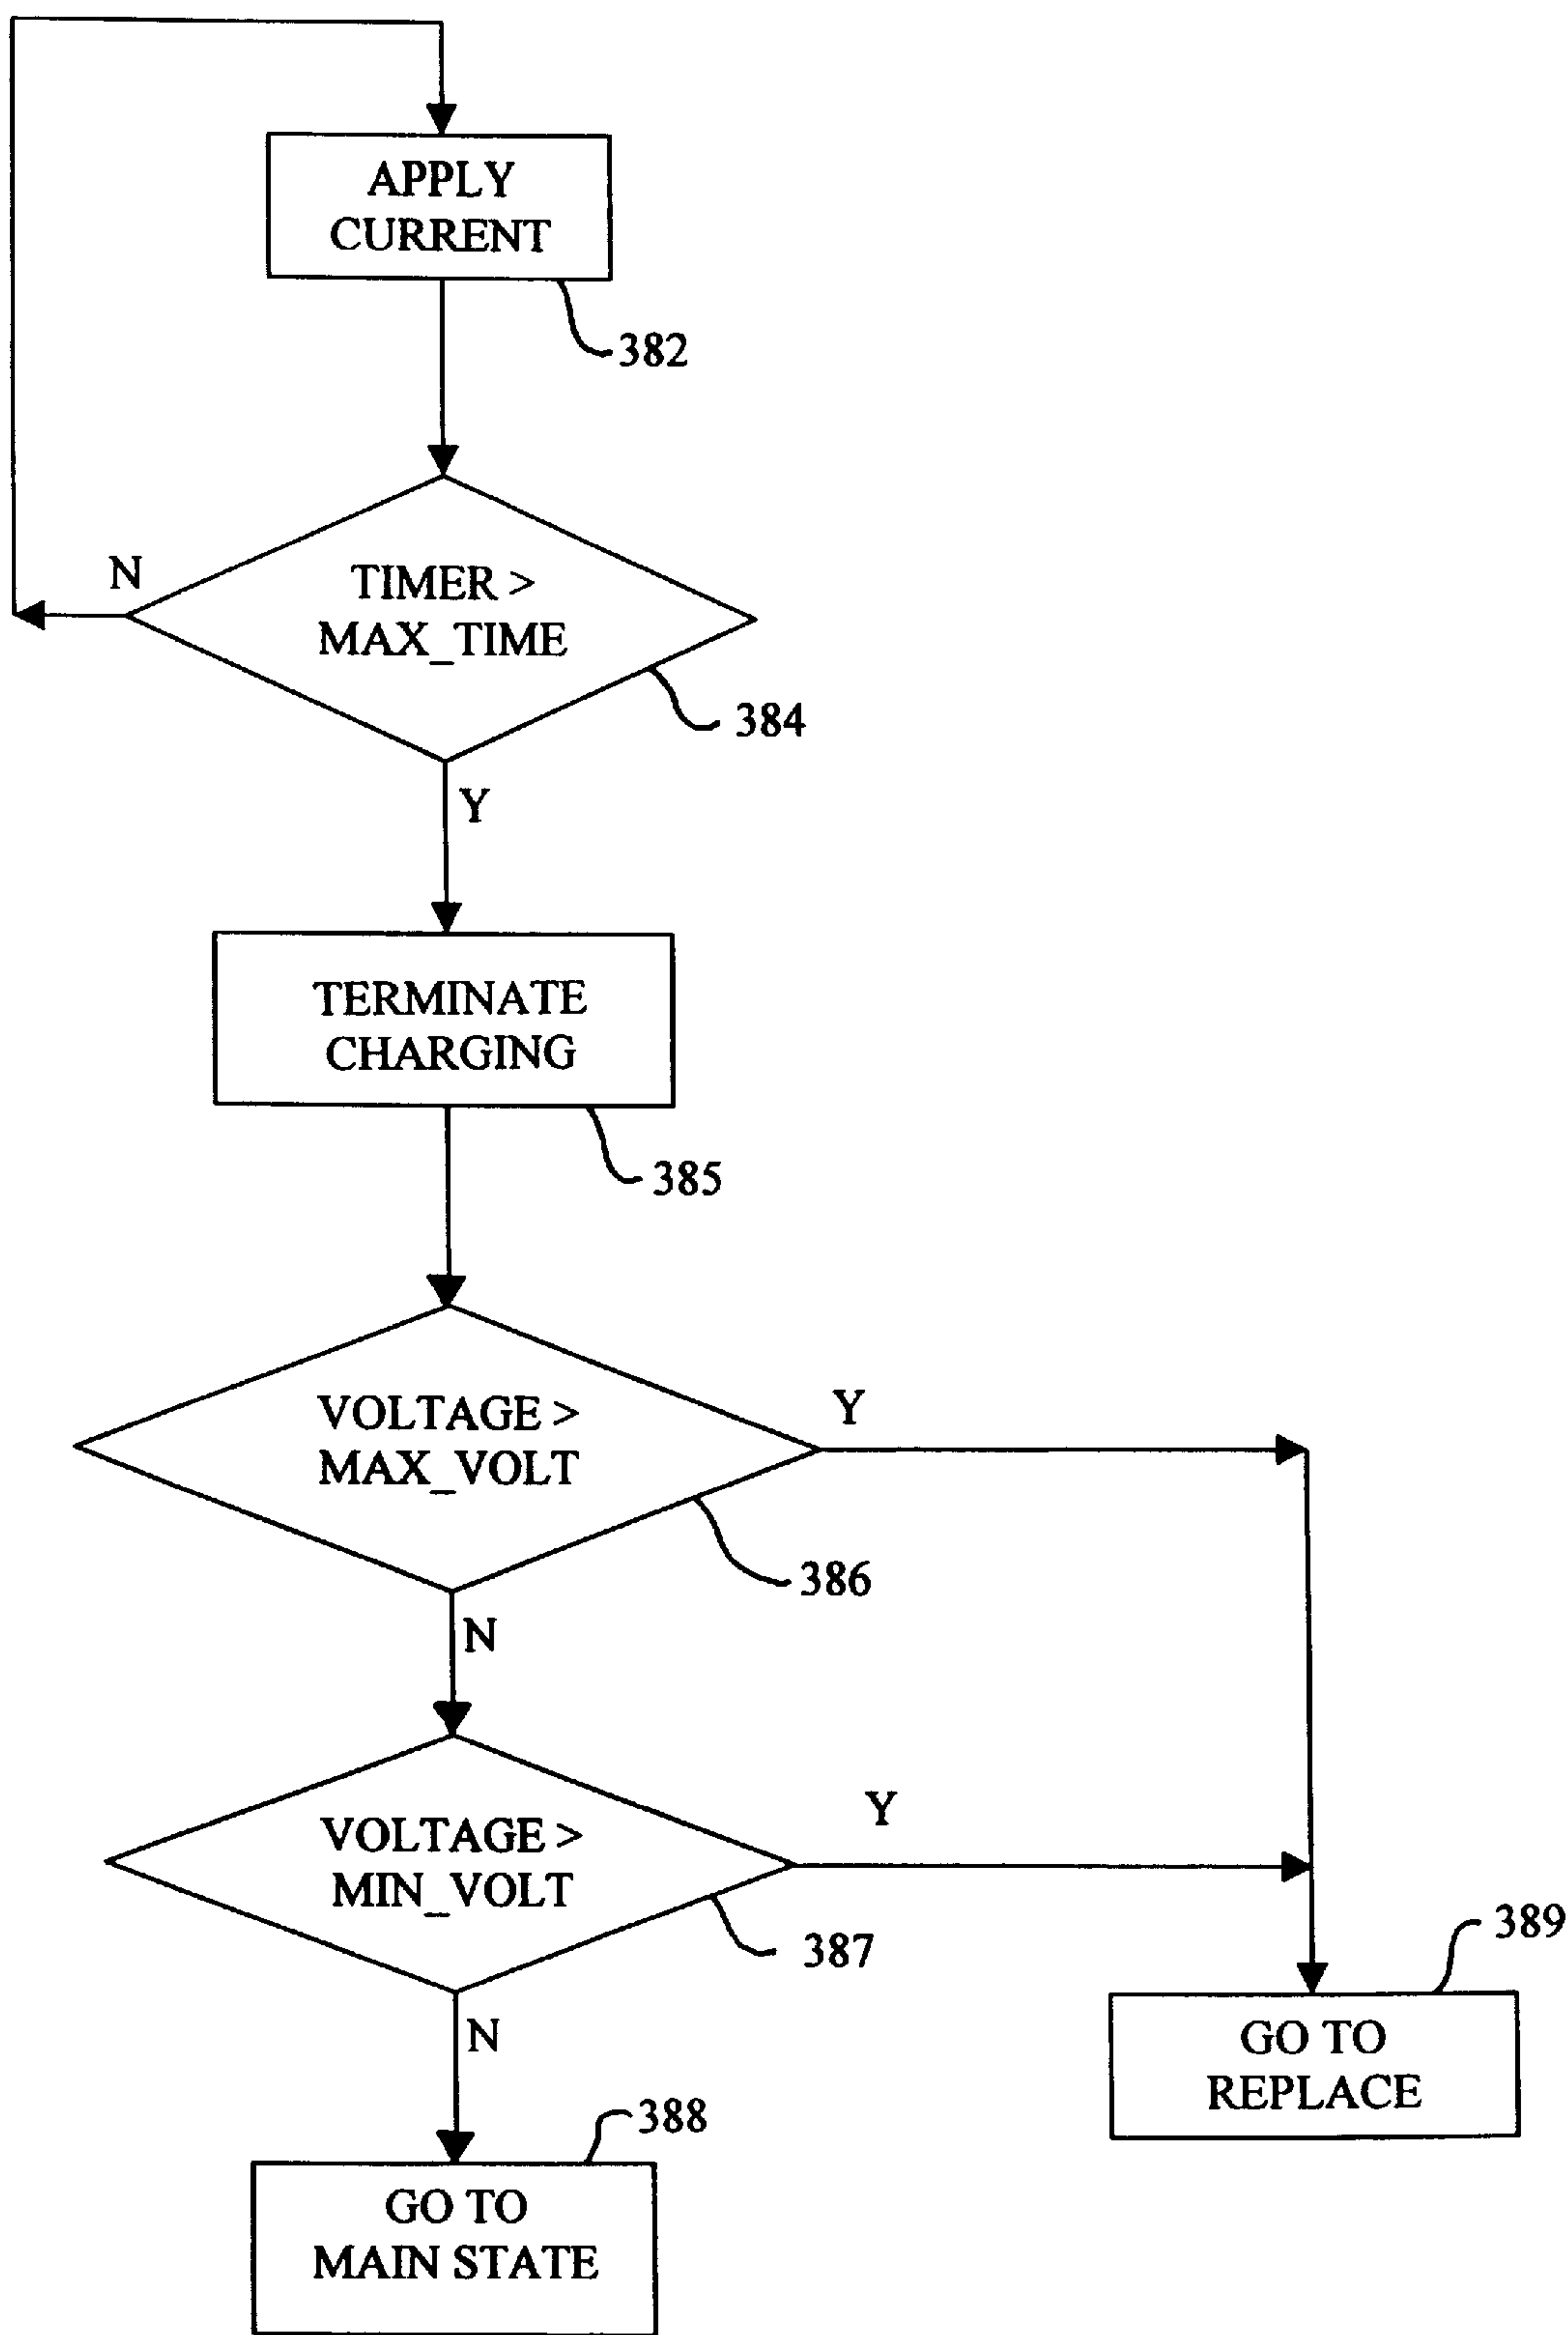 APPLY
CURRENT
382
N
TIMER >
MAX_TIME
384
Y
TERMINATE
CHARGING
385
VOLTAGE >
MAX_VOLT
Y
386
N
VOLTAGE >
MIN_VOLT
Y
387
389
N
GO TO
REPLACE
388
GO TO
MAIN STATE